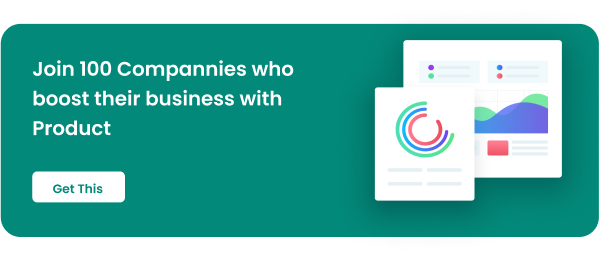 Join 100 Compannies who
boost their business with
Product
Get This